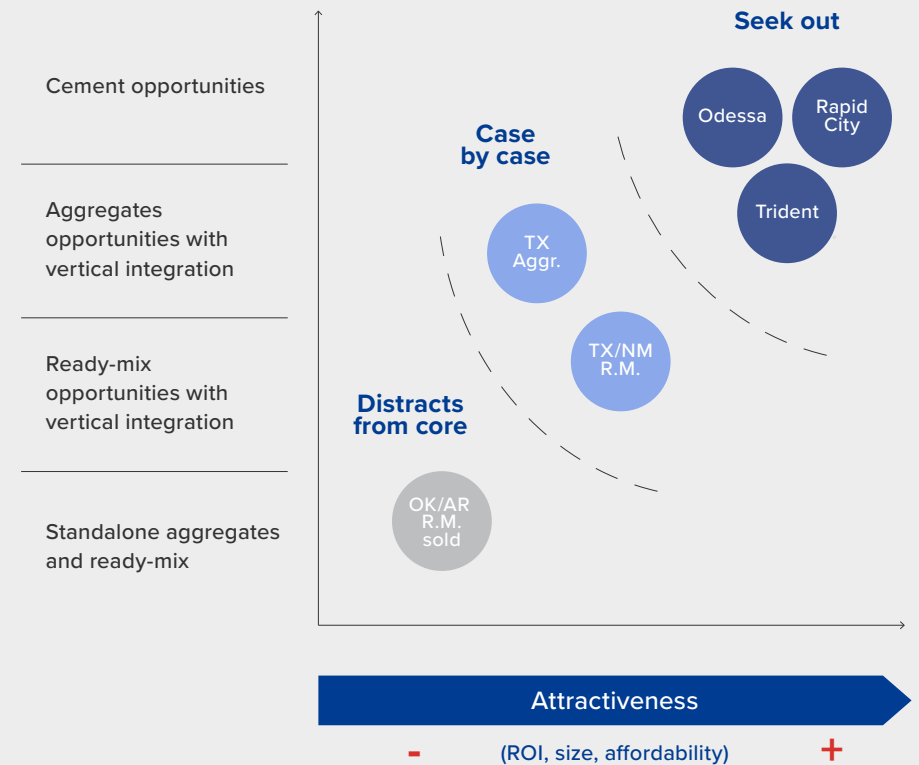 Seek out
Cement opportunities
Odessa
Rapid
City
Case
by case
Aggregates
opportunities with
vertical integration
Trident
TX
Aggr.
Ready-mix
opportunities with
vertical integration
TX/NM
R.M.
Distracts
from core
Standalone aggregates
and ready-mix
OK/AR
R.M.
sold
Attractiveness
- (ROI, size, affordability) +